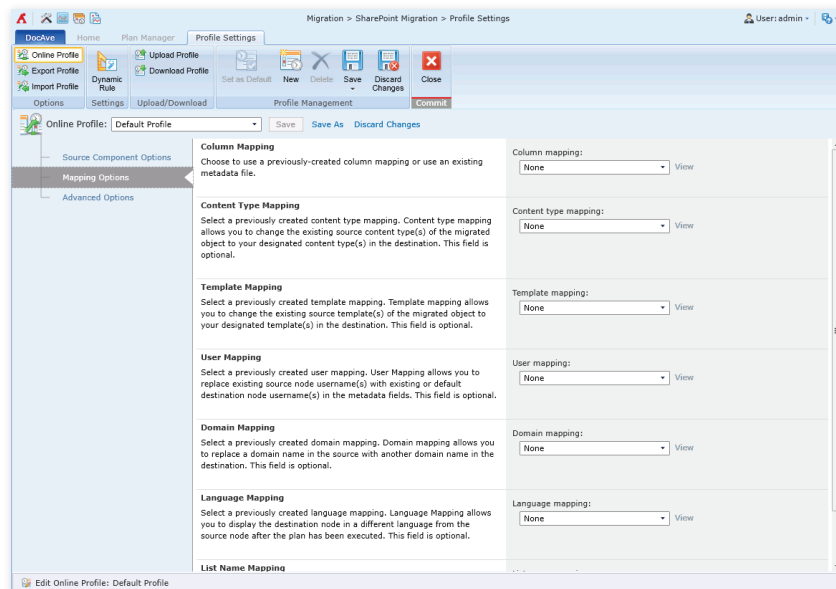 Migration > SharePoint Migration > Profile Settings
User: admin
DocAve
Home
Plan Manager
Profile Settings
Online Profile
Export Profile
Import Profile
Options
Dynamic
Rule
Settings
Upload Profile
Download Profile
Upload/Download
Set as Default
New
Delete
Save
Discard
Changes
Profile Management
Close
Commit
Online Profile:
Default Profile
Save
Save As
Discard Changes
Source Component Options
Mapping Options
Advanced Options
Column Mapping
Choose to use a previously-created column mapping or use an existing
metadata file.
Column mapping:
None
View
Content Type Mapping
Select a previously created content type mapping. Content type mapping
allows you to change the existing source content type(s) of the migrated
object to your designated content type(s) in the destination. This field is
optional.
Content type mapping:
None
View
Template Mapping
Select a previously created template mapping. Template mapping allows
you to change the existing source template(s) of the migrated object to
your designated template(s) in the destination. This field is optional.
Template mapping:
None
View
User Mapping
Select a previously created user mapping. User Mapping allows you to
replace existing source node username(s) with existing or default
destination node username(s) in the metadata fields. This field is optional.
User mapping:
None
View
Domain Mapping
Select a previously created domain mapping. Domain mapping allows you
to replace a domain name in the source with another domain name in the
destination. This field is optional.
Domain mapping:
None
View
Language Mapping
Select a previously created language mapping. Language Mapping allows
you to display the destination node in a different language from the
source node after the plan has been executed. This field is optional.
Language mapping:
None
View
List Name Mapping
Edit Online Profile: Default Profile